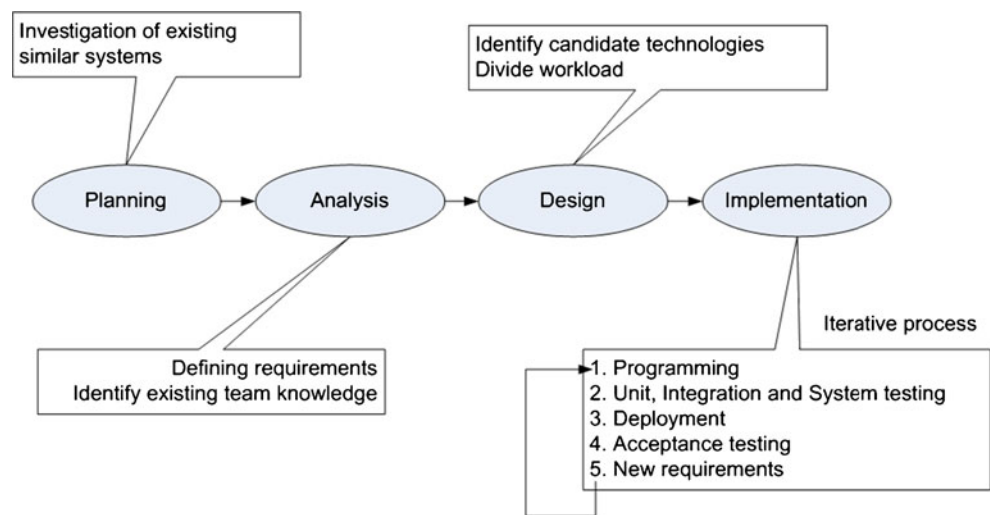 Investigation of existing
similar systems
Identify candidate technologies
Divide workload
Planning
Analysis
Design
Implementation
Defining requirements
Identify existing team knowledge
Iterative process
1. Programming
2. Unit, Integration and System testing
3. Deployment
4. Acceptance testing
5. New requirements